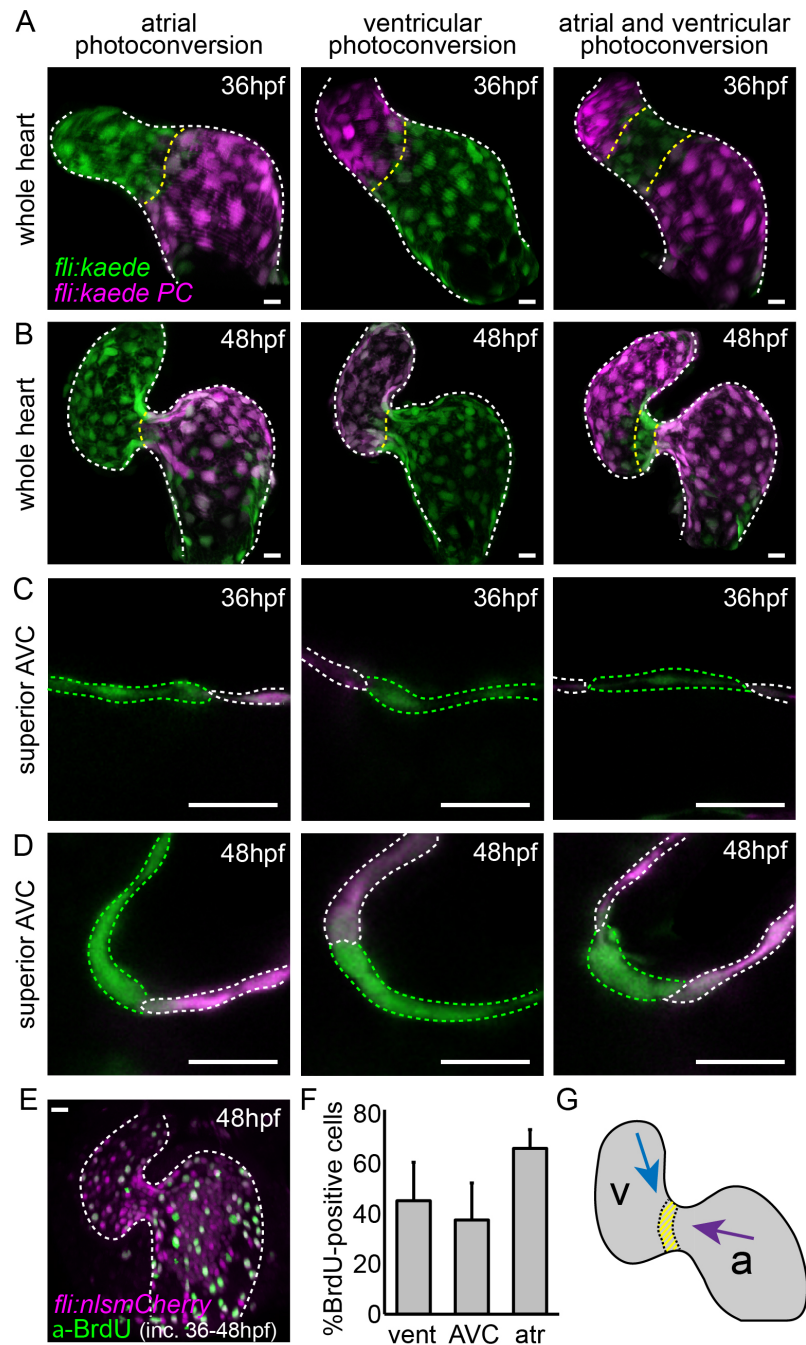 A
atrial
photoconversion
ventricular
photoconversion
atrial and ventricular
photoconversion
whole heart
36hpf
36hpf
36hpf
fli:kaede
fli:kaede PC
B
whole heart
48hpf
48hpf
48hpf
C
superior AVC
36hpf
36hpf
36hpf
D
superior AVC
48hpf
48hpf
48hpf
E
48hpf
fli:nlsmCherry
a-BrdU (inc. 36-48hpf)
F
%BrdU-positive cells
80
60
40
20
0
vent AVC atr
G
v
a